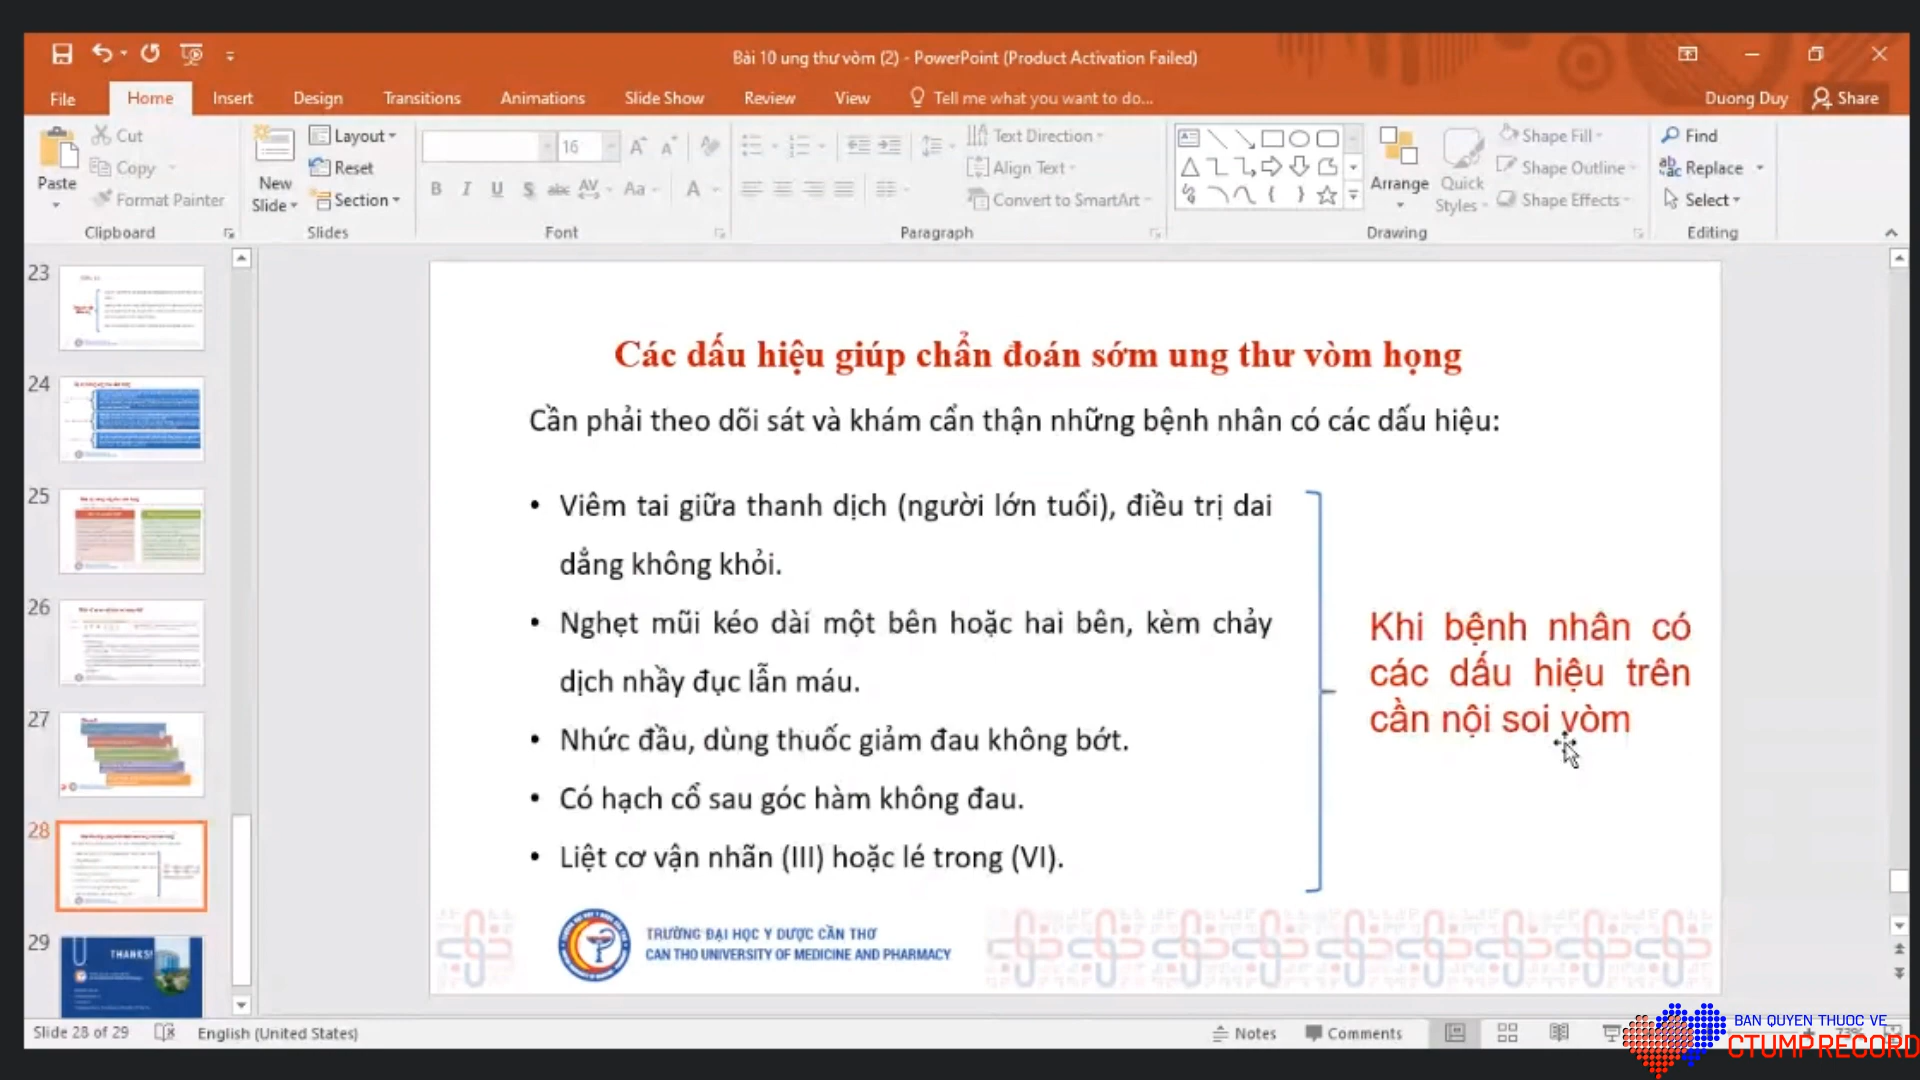 Bài 10 ung thư vòm (2) - PowerPoint (Product Activation Failed)
File Home Insert Design Transitions Animations Slide Show Review View Tell me what you want to do... Duong Duy Share
Paste
Cut
Copy
Format Painter
Clipboard
New Slide
Layout
Reset
Section
Slides
16
B I U S abc AV Aa A
Font
Text Direction
Align Text
Convert to SmartArt
Paragraph
Arrange
Quick Styles
Shape Fill
Shape Outline
Shape Effects
Drawing
Find
Replace
Select
Editing
23
24
25
26
27
28
29
THANKS!
Các dấu hiệu giúp chẩn đoán sớm ung thư vòm họng
Cần phải theo dõi sát và khám cẩn thận những bệnh nhân có các dấu hiệu:
• Viêm tai giữa thanh dịch (người lớn tuổi), điều trị dai
dẳng không khỏi.
• Nghẹt mũi kéo dài một bên hoặc hai bên, kèm chảy
dịch nhầy đục lẫn máu.
• Nhức đầu, dùng thuốc giảm đau không bớt.
• Có hạch cổ sau góc hàm không đau.
• Liệt cơ vận nhãn (III) hoặc lé trong (VI).
Khi bệnh nhân có
các dấu hiệu trên
cần nội soi vòm
TRƯỜNG ĐẠI HỌC Y DƯỢC CẦN THƠ
CAN THO UNIVERSITY OF MEDICINE AND PHARMACY
Slide 28 of 29 English (United States) Notes Comments
BAN QUYEN THUOC VE
CTUMP RECORD